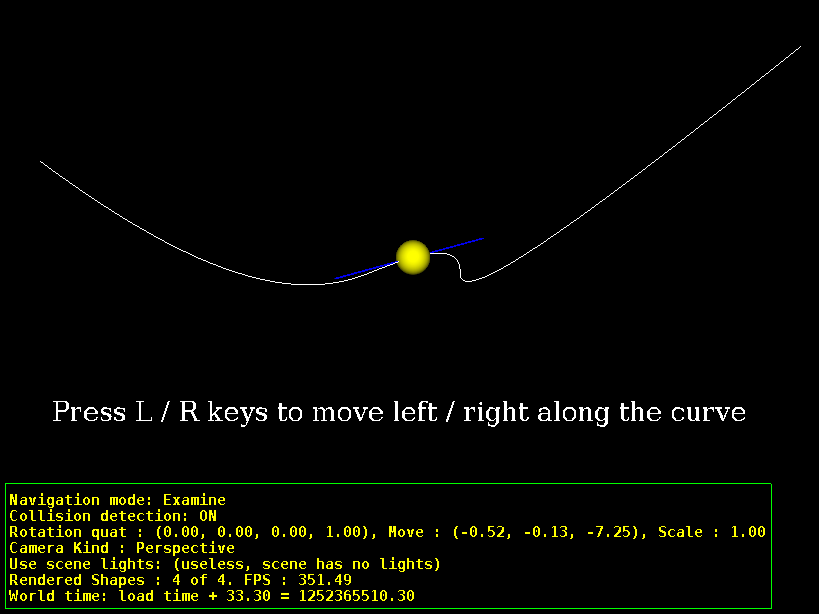 Press L / R keys to move left / right along the curve
Navigation mode: Examine
Collision detection: ON
Rotation quat : (0.00, 0.00, 0.00, 1.00), Move : (-0.52, -0.13, -7.25), Scale : 1.00
Camera Kind : Perspective
Use scene lights: (useless, scene has no lights)
Rendered Shapes : 4 of 4. FPS : 351.49
World time: load time + 33.30 = 1252365510.30